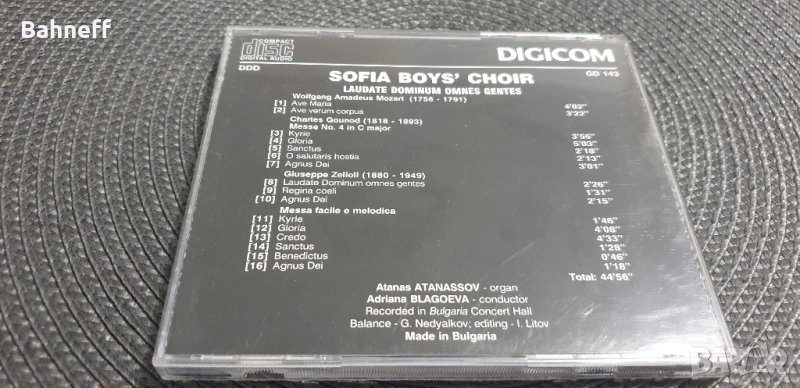 Bahneff
COMPACT
disc
DIGITAL AUDIO
DIGICOM
DDD
SOFIA BOYS' CHOIR
GD 143
LAUDATE DOMINUM OMNES GENTES
Wolfgang Amadeus Mozart (1756 - 1791)
[1] Ave Maria 4'02"
[2] Ave verum corpus 3'22"
Charles Gounod (1818 - 1893)
Messe No. 4 in C major
[3] Kyrie 3'56"
[4] Gloria 5'03"
[5] Sanctus 2'18"
[6] O salutaris hostia 2'13"
[7] Agnus Dei 3'01"
Giuseppe Zelioli (1880 - 1949)
[8] Laudate Dominum omnes gentes 2'26"
[9] Regina coeli 1'31"
[10] Agnus Dei 2'15"
Messa facile e melodica
[11] Kyrie 1'46"
[12] Gloria 4'08"
[13] Credo 4'33"
[14] Sanctus 1'28"
[15] Benedictus 0'46"
[16] Agnus Dei 1'18"
Total: 44'56"
Atanas ATANASSOV - organ
Adriana BLAGOEVA - conductor
Recorded in Bulgaria Concert Hall
Balance - G. Nedyalkov; editing - I. Litov
Made in Bulgaria